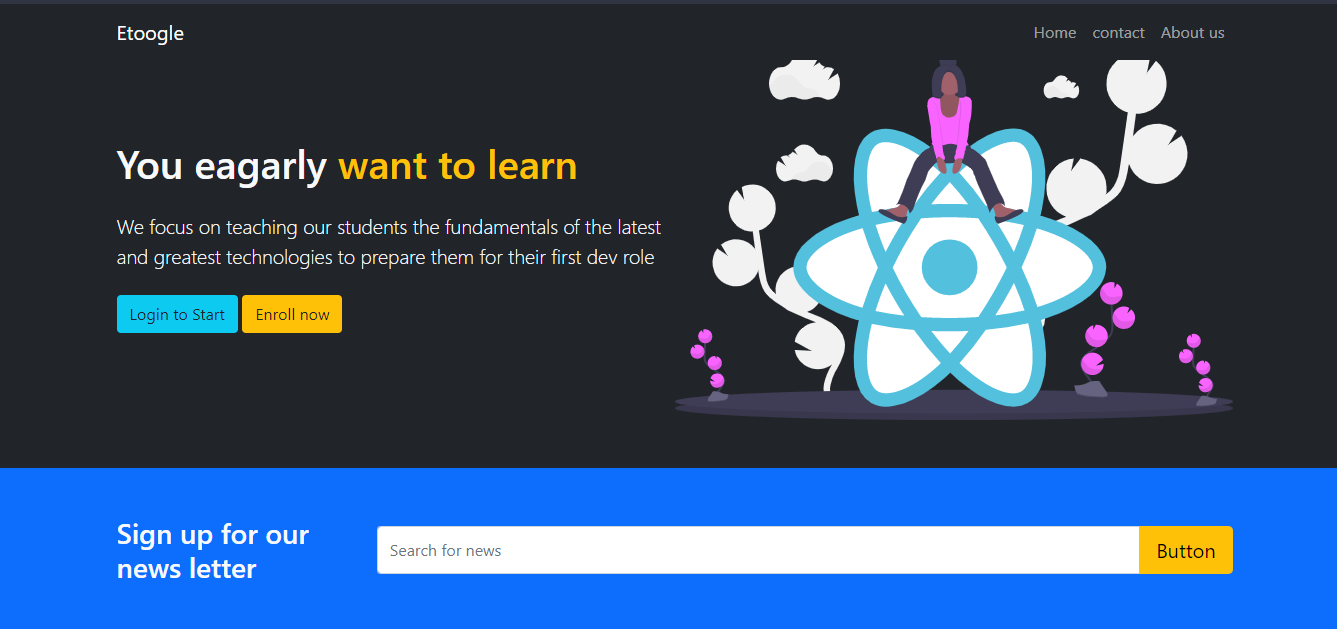 Etoogle
Home contact About us
You eagarly want to learn
We focus on teaching our students the fundamentals of the latest
and greatest technologies to prepare them for their first dev role
Login to Start Enroll now
Sign up for our
news letter
Search for news
Button